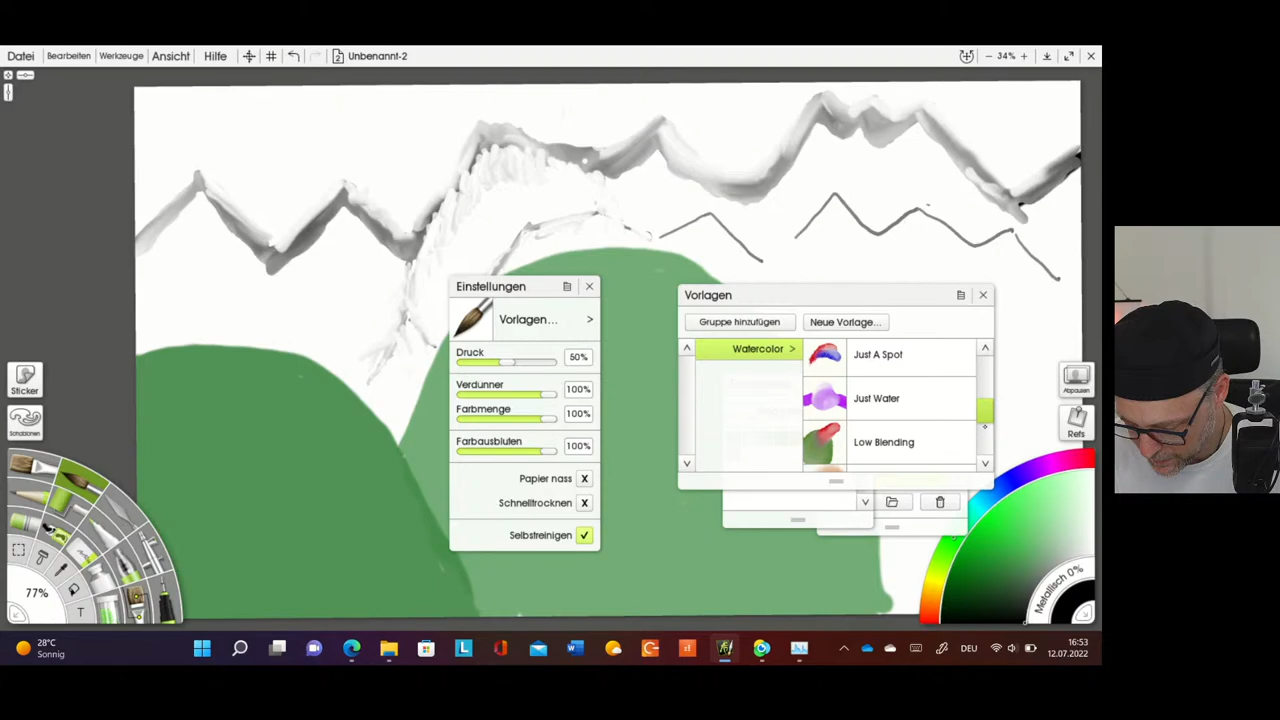 Datei Bearbeiten Werkzeuge Ansicht Hilfe 2 Unbenannt-2 − 34% +
Sticker
Schablonen
Einstellungen
Vorlagen... >
Druck 50%
Verdünner 100%
Farbmenge 100%
Farbausbluten 100%
Papier nass X
Schnelltrocknen X
Selbstreinigen ✓
Vorlagen
Gruppe hinzufügen Neue Vorlage...
Watercolor >
Just A Spot
Just Water
Low Blending
Abpausen
Refs
77%
T
Metallisch 0%
28°C
Sonnig
DEU
16:53
12.07.2022